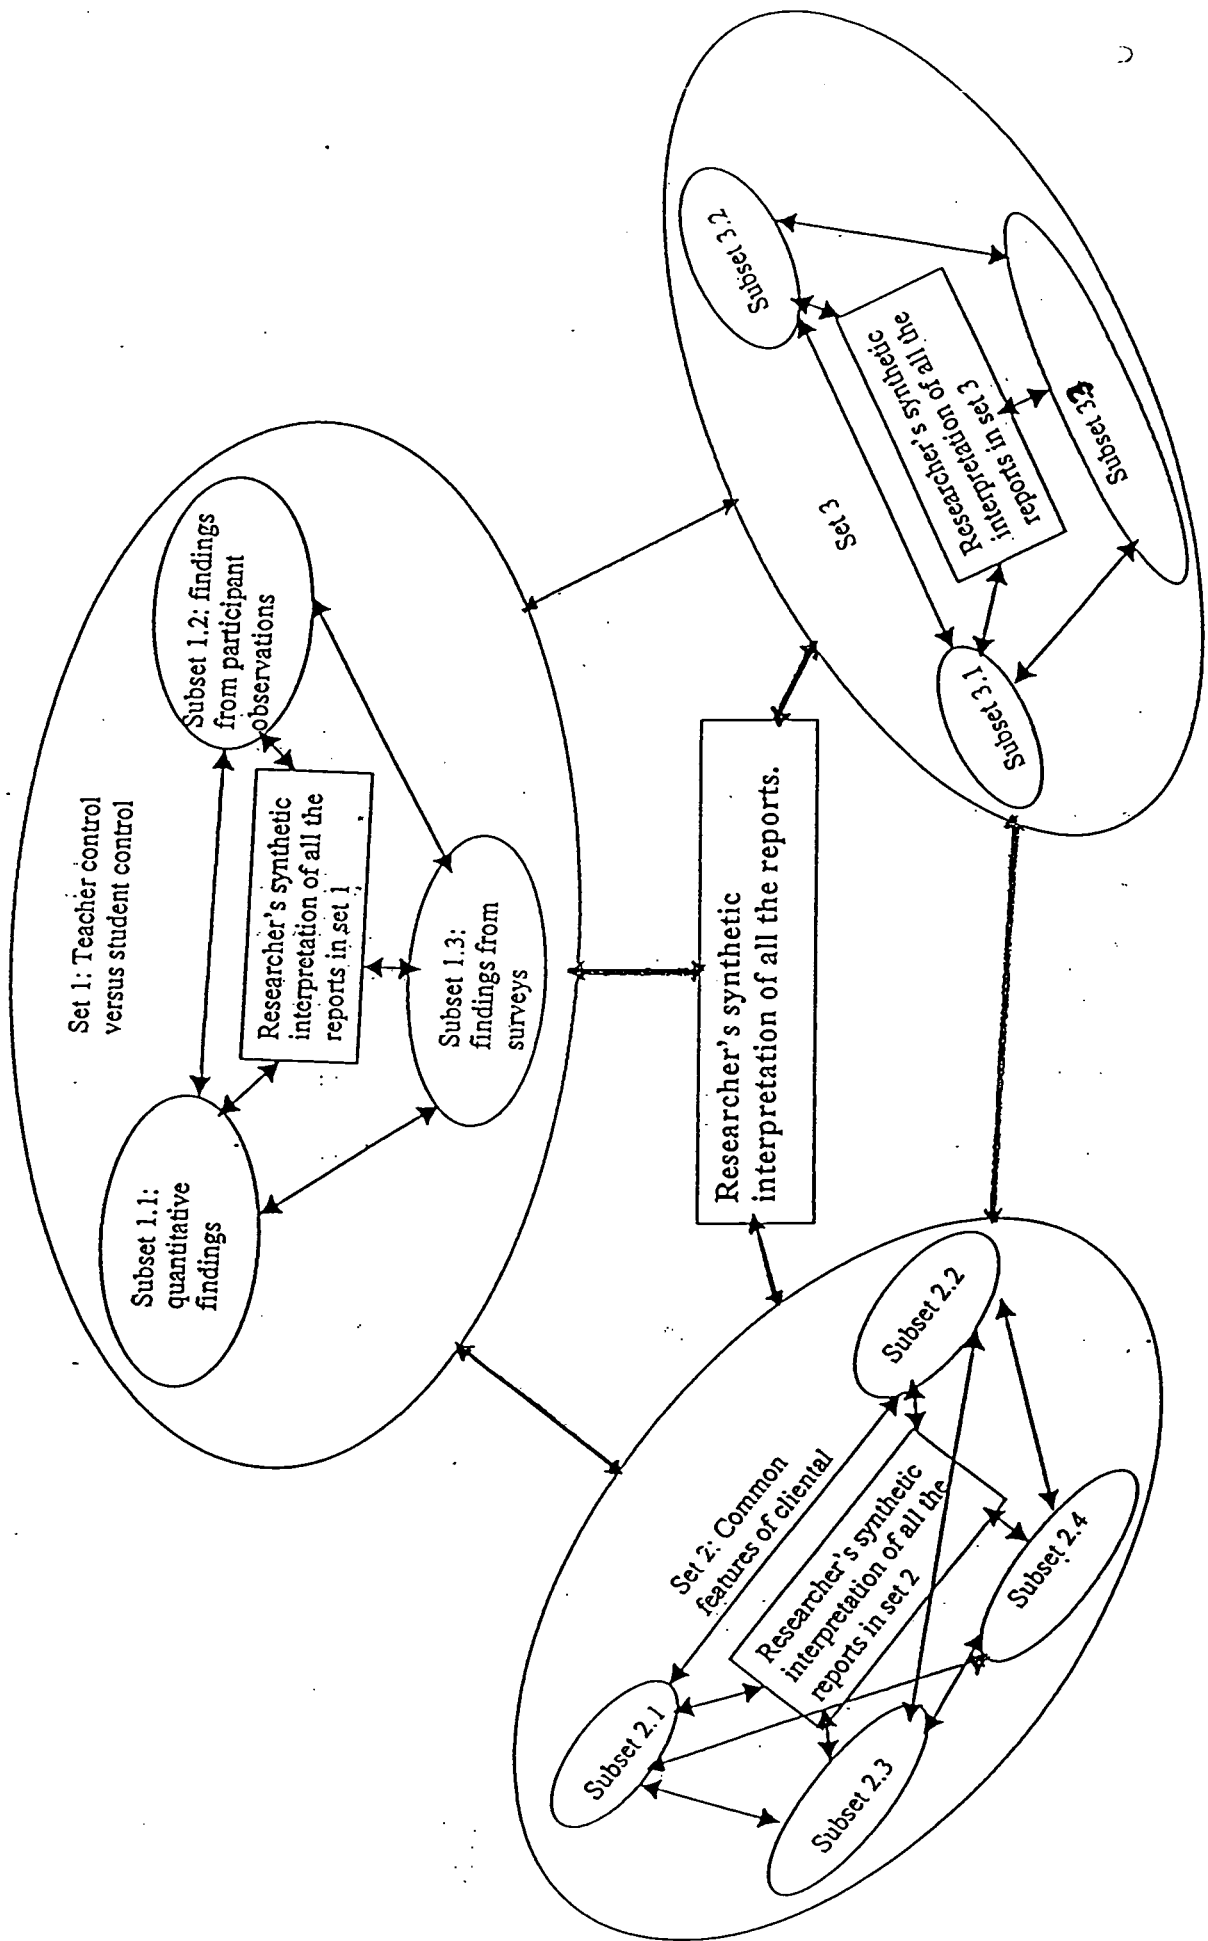 Set 1: Teacher control
versus student control
Subset 1.1:
quantitative
findings
Subset 1.2: findings
from participant
observations
Researcher's synthetic
interpretation of all the
reports in set 1
Subset 1.3:
findings from
surveys
Researcher's synthetic
interpretation of all the reports.
Set 2: Common
features of cliental
Subset 2.1
Subset 2.2
Researcher's synthetic
interpretation of all the
reports in set 2
Subset 2.3
Subset 2.4
Set 3
Subset 3.1
Subset 3.2
Researcher's synthetic
interpretation of all the
reports in set 3
Subset 3.3